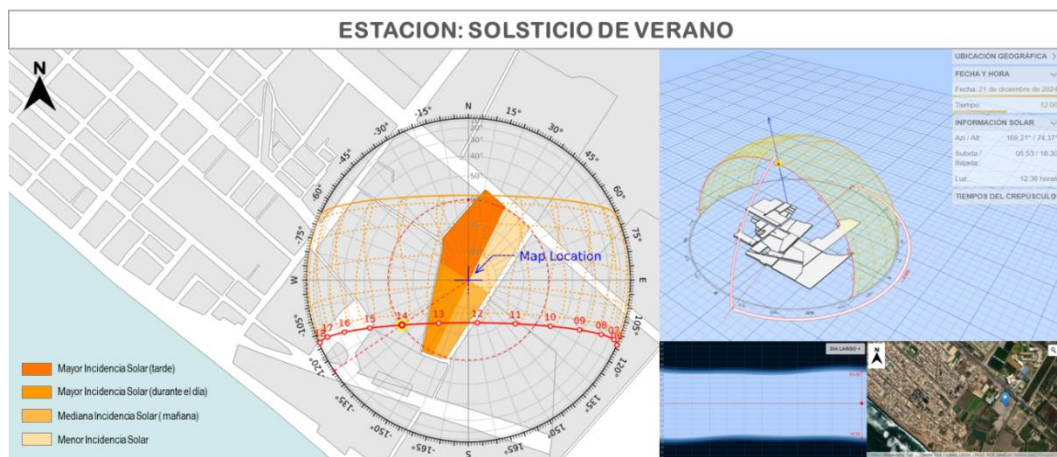 ESTACION: SOLSTICIO DE VERANO
N
N
15°
30°
45°
60°
75°
E
105°
120°
135°
150°
S
-150°
-135°
-120°
-105°
W
-75°
-60°
-45°
-30°
-15°
Map Location
17
16
15
14
13
12
11
10
09
08
Mayor Incidencia Solar (tarde)
Mayor Incidencia Solar (durante el día)
Mediana Incidencia Solar ( mañana)
Menor Incidencia Solar
UBICACIÓN GEOGRÁFICA
FECHA Y HORA
Fecha: 21 de diciembre de 2024
Tiempo: 12:00
INFORMACIÓN SOLAR
Azi / Alt: 168,21° / 74,37°
Subida / Bajada: 05:53 / 18:30
Luz: 12:36 horas
TIEMPOS DEL CREPÚSCULO
DIA LARGO
N